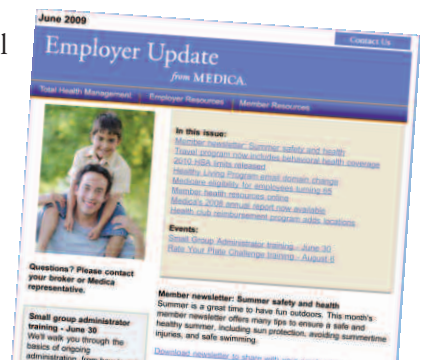 l
June 2009
Contact Us
Employer Update
from MEDICA.
Total Health Management
Employer Resources
Member Resources
In this issue:
Member newsletter: Summer safety and health
Travel program now includes behavioral health coverage
2010 HSA limits released
Healthy Living Program email domain change
Medicare eligibility for employees turning 65
Member health resources online
Medica's 2008 annual report now available
Health club reimbursement program adds locations
Events:
Small Group Administrator training - June 30
Rate Your Plate Challenge training - August 6
Questions? Please contact
your broker or Medica
representative.
Small group administrator
training - June 30
We'll walk you through the
basics of ongoing
administration, from
Member newsletter: Summer safety and health
Summer is a great time to have fun outdoors. This month's
member newsletter offers many tips to ensure a safe and
healthy summer, including sun protection, avoiding summertime
injuries, and safe swimming.
Download newsletter to share with